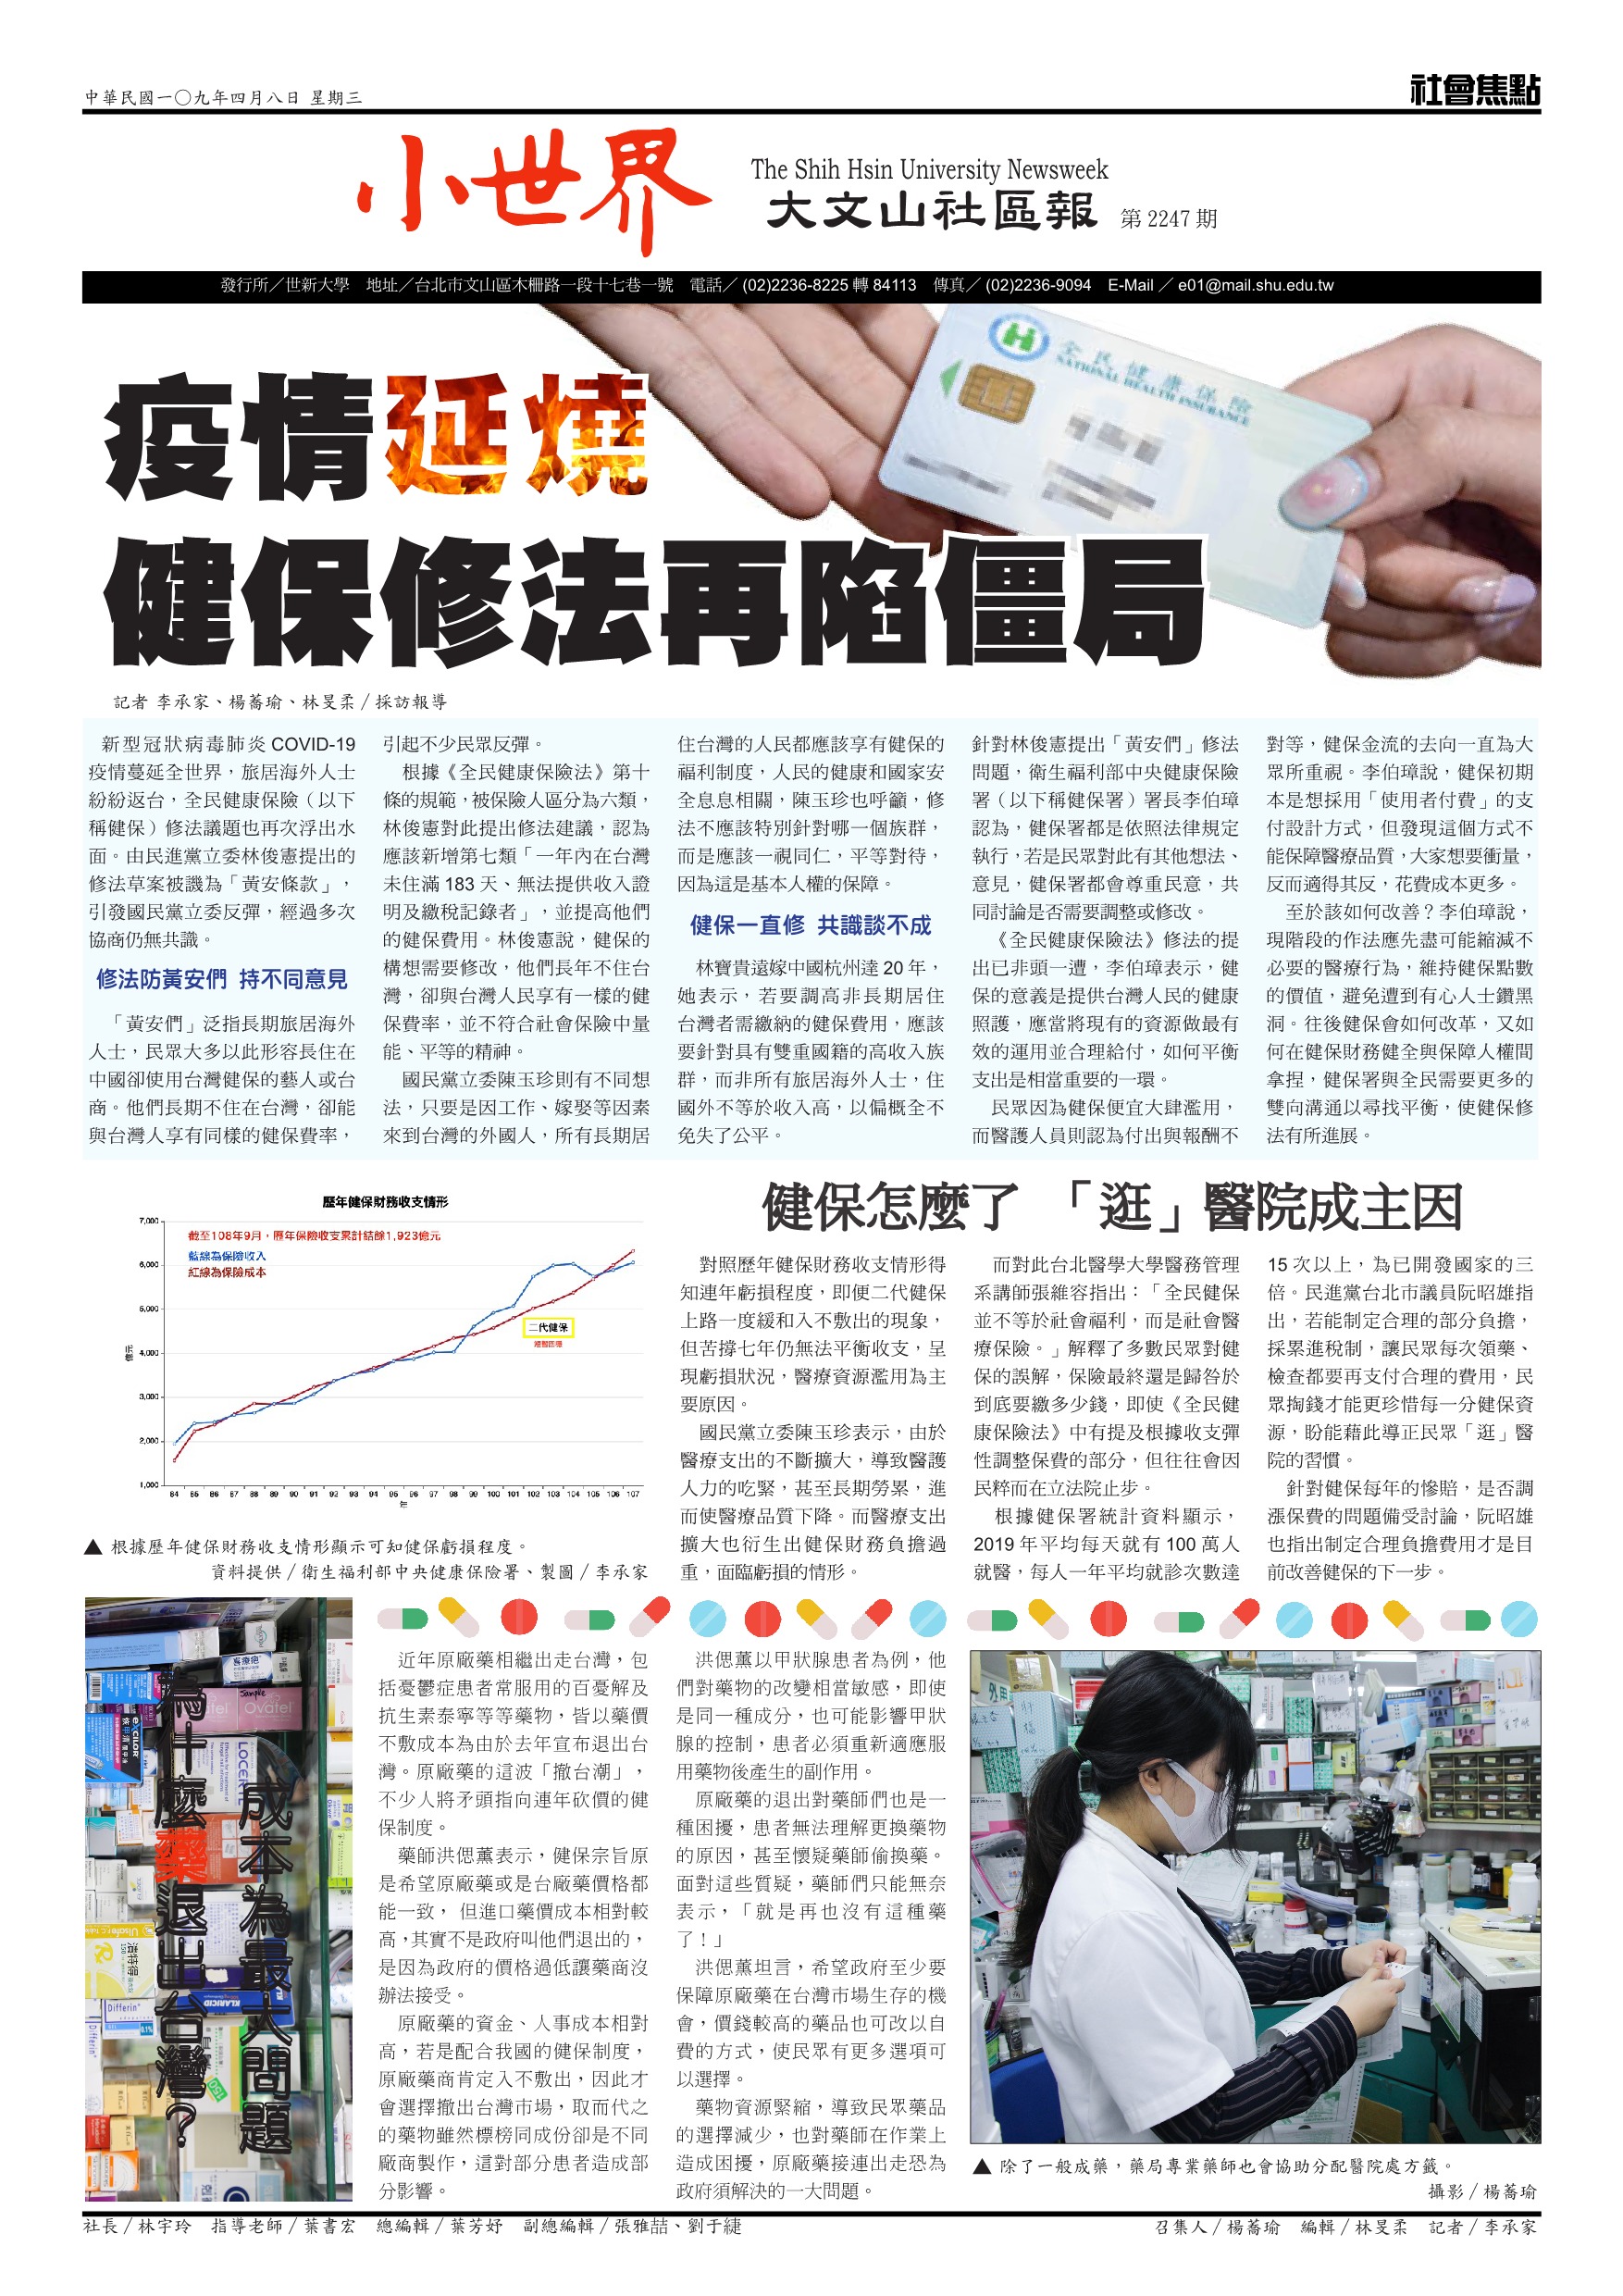 中華民國一〇九年四月八日 星期三
社會焦點
小世界
The Shih Hsin University Newsweek
大文山社區報 第 2247 期
發行所／世新大學 地址／台北市文山區木柵路一段十七巷一號 電話／ (02)2236-8225 轉 84113 傳真／ (02)2236-9094 E-Mail ／ e01@mail.shu.edu.tw
全民健康保險
NATIONAL HEALTH INSURANCE
疫情延燒
健保修法再陷僵局
記者 李承家、楊蕎瑜、林旻柔／採訪報導
新型冠狀病毒肺炎 COVID-19
疫情蔓延全世界，旅居海外人士
紛紛返台，全民健康保險（以下
稱健保）修法議題也再次浮出水
面。由民進黨立委林俊憲提出的
修法草案被譏為「黃安條款」，
引發國民黨立委反彈，經過多次
協商仍無共識。
修法防黃安們 持不同意見
「黃安們」泛指長期旅居海外
人士，民眾大多以此形容長住在
中國卻使用台灣健保的藝人或台
商。他們長期不住在台灣，卻能
與台灣人享有同樣的健保費率，
引起不少民眾反彈。
根據《全民健康保險法》第十
條的規範，被保險人區分為六類，
林俊憲對此提出修法建議，認為
應該新增第七類「一年內在台灣
未住滿 183 天、無法提供收入證
明及繳稅記錄者」，並提高他們
的健保費用。林俊憲說，健保的
構想需要修改，他們長年不住台
灣，卻與台灣人民享有一樣的健
保費率，並不符合社會保險中量
能、平等的精神。
國民黨立委陳玉珍則有不同想
法，只要是因工作、嫁娶等因素
來到台灣的外國人，所有長期居
住台灣的人民都應該享有健保的
福利制度，人民的健康和國家安
全息息相關，陳玉珍也呼籲，修
法不應該特別針對哪一個族群，
而是應該一視同仁，平等對待，
因為這是基本人權的保障。
健保一直修 共識談不成
林寶貴遠嫁中國杭州達 20 年，
她表示，若要調高非長期居住
台灣者需繳納的健保費用，應該
要針對具有雙重國籍的高收入族
群，而非所有旅居海外人士，住
國外不等於收入高，以偏概全不
免失了公平。
針對林俊憲提出「黃安們」修法
問題，衛生福利部中央健康保險
署（以下稱健保署）署長李伯璋
認為，健保署都是依照法律規定
執行，若是民眾對此有其他想法、
意見，健保署都會尊重民意，共
同討論是否需要調整或修改。
《全民健康保險法》修法的提
出已非頭一遭，李伯璋表示，健
保的意義是提供台灣人民的健康
照護，應當將現有的資源做最有
效的運用並合理給付，如何平衡
支出是相當重要的一環。
民眾因為健保便宜大肆濫用，
而醫護人員則認為付出與報酬不
對等，健保金流的去向一直為大
眾所重視。李伯璋說，健保初期
本是想採用「使用者付費」的支
付設計方式，但發現這個方式不
能保障醫療品質，大家想要衡量，
反而適得其反，花費成本更多。
至於該如何改善？李伯璋說，
現階段的作法應先盡可能縮減不
必要的醫療行為，維持健保點數
的價值，避免遭到有心人士鑽黑
洞。往後健保會如何改革，又如
何在健保財務健全與保障人權間
拿捏，健保署與全民需要更多的
雙向溝通以尋找平衡，使健保修
法有所進展。
歷年健保財務收支情形
截至108年9月，歷年保險收支累計結餘1,923億元
藍線為保險收入
紅線為保險成本
二代健保
億元
7,000
6,000
5,000
4,000
3,000
2,000
1,000
84 85 86 87 88 89 90 91 92 93 94 95 96 97 98 99 100 101 102 103 104 105 106 107
年
▲ 根據歷年健保財務收支情形顯示可知健保虧損程度。
資料提供／衛生福利部中央健康保險署、製圖／李承家
健保怎麼了 「逛」醫院成主因
對照歷年健保財務收支情形得
知連年虧損程度，即便二代健保
上路一度緩和入不敷出的現象，
但苦撐七年仍無法平衡收支，呈
現虧損狀況，醫療資源濫用為主
要原因。
國民黨立委陳玉珍表示，由於
醫療支出的不斷擴大，導致醫護
人力的吃緊，甚至長期勞累，進
而使醫療品質下降。而醫療支出
擴大也衍生出健保財務負擔過
重，面臨虧損的情形。
而對此台北醫學大學醫務管理
系講師張維容指出：「全民健保
並不等於社會福利，而是社會醫
療保險。」解釋了多數民眾對健
保的誤解，保險最終還是歸咎於
到底要繳多少錢，即使《全民健
康保險法》中有提及根據收支彈
性調整保費的部分，但往往會因
民粹而在立法院止步。
根據健保署統計資料顯示，
2019 年平均每天就有 100 萬人
就醫，每人一年平均就診次數達
15 次以上，為已開發國家的三
倍。民進黨台北市議員阮昭雄指
出，若能制定合理的部分負擔，
採累進稅制，讓民眾每次領藥、
檢查都要再支付合理的費用，民
眾掏錢才能更珍惜每一分健保資
源，盼能藉此導正民眾「逛」醫
院的習慣。
針對健保每年的慘賠，是否調
漲保費的問題備受討論，阮昭雄
也指出制定合理負擔費用才是目
前改善健保的下一步。
成本為最大問題
為什麼藥退出台灣？
近年原廠藥相繼出走台灣，包
括憂鬱症患者常服用的百憂解及
抗生素泰寧等等藥物，皆以藥價
不敷成本為由於去年宣布退出台
灣。原廠藥的這波「撤台潮」，
不少人將矛頭指向連年砍價的健
保制度。
藥師洪偲薰表示，健保宗旨原
是希望原廠藥或是台廠藥價格都
能一致， 但進口藥價成本相對較
高，其實不是政府叫他們退出的，
是因為政府的價格過低讓藥商沒
辦法接受。
原廠藥的資金、人事成本相對
高，若是配合我國的健保制度，
原廠藥商肯定入不敷出，因此才
會選擇撤出台灣市場，取而代之
的藥物雖然標榜同成份卻是不同
廠商製作，這對部分患者造成部
分影響。
洪偲薰以甲狀腺患者為例，他
們對藥物的改變相當敏感，即使
是同一種成分，也可能影響甲狀
腺的控制，患者必須重新適應服
用藥物後產生的副作用。
原廠藥的退出對藥師們也是一
種困擾，患者無法理解更換藥物
的原因，甚至懷疑藥師偷換藥。
面對這些質疑，藥師們只能無奈
表示，「就是再也沒有這種藥
了！」
洪偲薰坦言，希望政府至少要
保障原廠藥在台灣市場生存的機
會，價錢較高的藥品也可改以自
費的方式，使民眾有更多選項可
以選擇。
藥物資源緊縮，導致民眾藥品
的選擇減少，也對藥師在作業上
造成困擾，原廠藥接連出走恐為
政府須解決的一大問題。
▲ 除了一般成藥，藥局專業藥師也會協助分配醫院處方籤。
攝影／楊蕎瑜
社長／林宇玲 指導老師／葉書宏 總編輯／葉芳妤 副總編輯／張雅喆、劉于緁
召集人／楊蕎瑜 編輯／林旻柔 記者／李承家